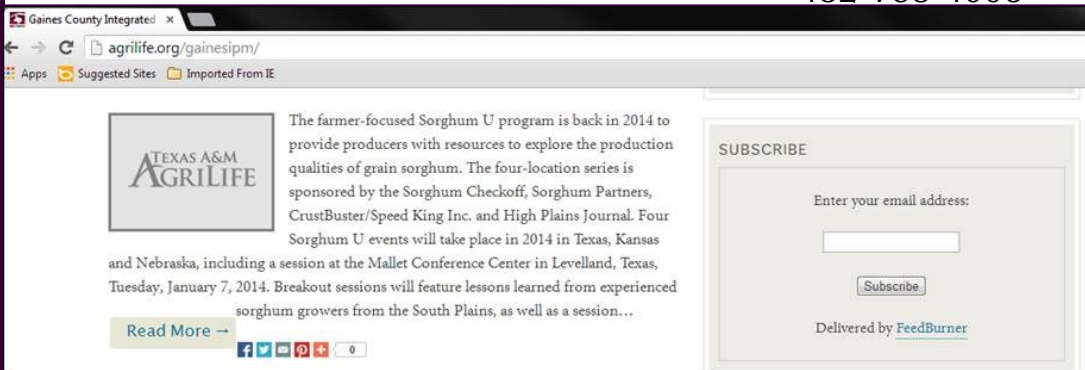 Gaines County Integrated
agrilife.org/gainesipm/
Apps Suggested Sites Imported From IE
TEXAS A&M
AGRILIFE
The farmer-focused Sorghum U program is back in 2014 to
provide producers with resources to explore the production
qualities of grain sorghum. The four-location series is
sponsored by the Sorghum Checkoff, Sorghum Partners,
CrustBuster/Speed King Inc. and High Plains Journal. Four
Sorghum U events will take place in 2014 in Texas, Kansas
and Nebraska, including a session at the Mallet Conference Center in Levelland, Texas,
Tuesday, January 7, 2014. Breakout sessions will feature lessons learned from experienced
sorghum growers from the South Plains, as well as a session…
Read More →
0
SUBSCRIBE
Enter your email address:
Subscribe
Delivered by FeedBurner